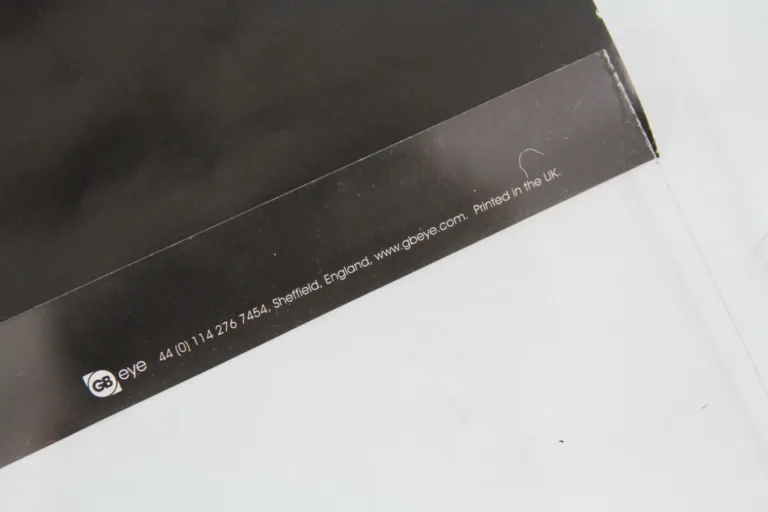 GB eye 44 (0) 114 276 7454, Sheffield, England, www.gbeye.com. Printed in the UK.